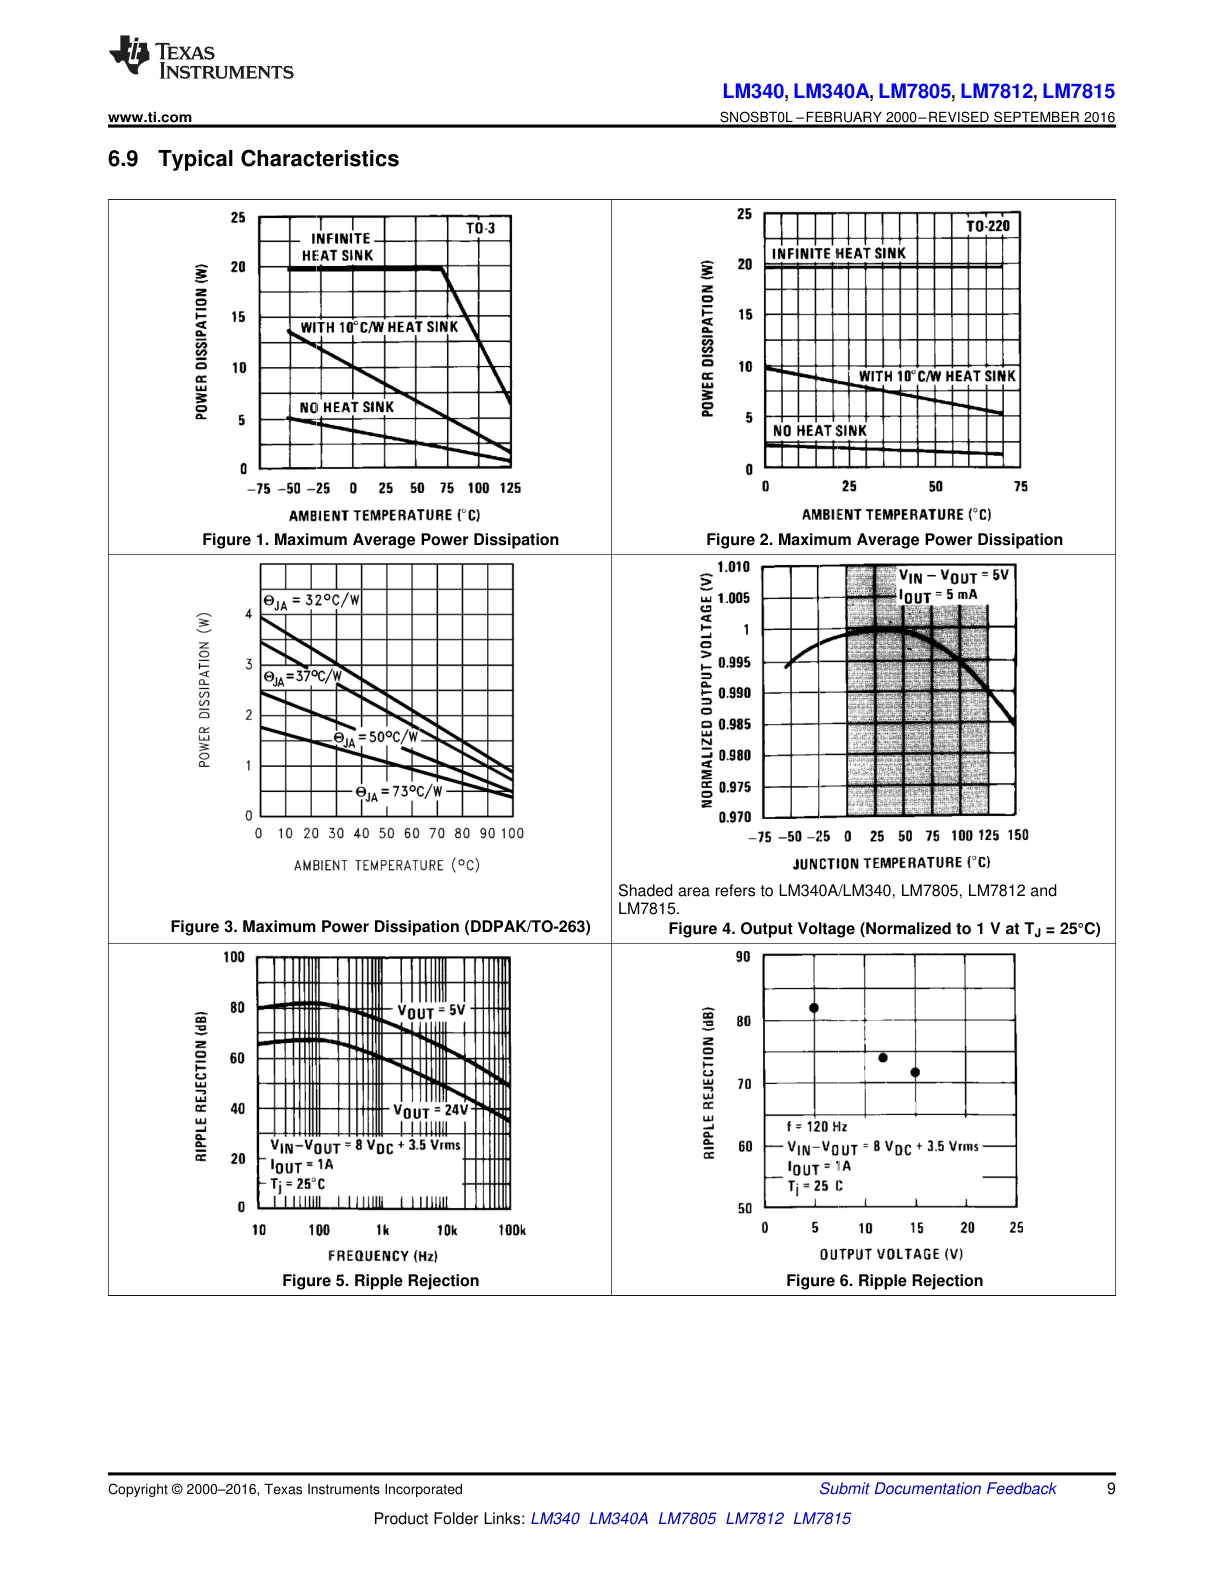 TEXAS
INSTRUMENTS
LM340, LM340A, LM7805, LM7812, LM7815
www.ti.com
SNOSBT0L –FEBRUARY 2000–REVISED SEPTEMBER 2016
6.9 Typical Characteristics
25
20
15
10
5
0
POWER DISSIPATION (W)
TO-3
INFINITE
HEAT SINK
WITH 10°C/W HEAT SINK
NO HEAT SINK
−75 −50 −25 0 25 50 75 100 125
AMBIENT TEMPERATURE (°C)
Figure 1. Maximum Average Power Dissipation
25
20
15
10
5
0
POWER DISSIPATION (W)
TO-220
INFINITE HEAT SINK
WITH 10°C/W HEAT SINK
NO HEAT SINK
0 25 50 75
AMBIENT TEMPERATURE (°C)
Figure 2. Maximum Average Power Dissipation
4
3
2
1
0
POWER DISSIPATION (W)
ΘJA = 32°C/W
ΘJA = 37°C/W
ΘJA = 50°C/W
ΘJA = 73°C/W
0 10 20 30 40 50 60 70 80 90 100
AMBIENT TEMPERATURE (°C)
Figure 3. Maximum Power Dissipation (DDPAK/TO-263)
1.010
1.005
1
0.995
0.990
0.985
0.980
0.975
0.970
NORMALIZED OUTPUT VOLTAGE (V)
VIN − VOUT = 5V
IOUT = 5 mA
−75 −50 −25 0 25 50 75 100 125 150
JUNCTION TEMPERATURE (°C)
Shaded area refers to LM340A/LM340, LM7805, LM7812 and
LM7815.
Figure 4. Output Voltage (Normalized to 1 V at TJ = 25°C)
100
80
60
40
20
0
RIPPLE REJECTION (dB)
VOUT = 5V
VOUT = 24V
VIN−VOUT = 8 VDC + 3.5 Vrms
IOUT = 1A
Tj = 25°C
10 100 1k 10k 100k
FREQUENCY (Hz)
Figure 5. Ripple Rejection
90
80
70
60
50
RIPPLE REJECTION (dB)
f = 120 Hz
VIN−VOUT = 8 VDC + 3.5 Vrms
IOUT = 1A
Tj = 25 C
0 5 10 15 20 25
OUTPUT VOLTAGE (V)
Figure 6. Ripple Rejection
Copyright © 2000–2016, Texas Instruments Incorporated
Submit Documentation Feedback
9
Product Folder Links: LM340 LM340A LM7805 LM7812 LM7815